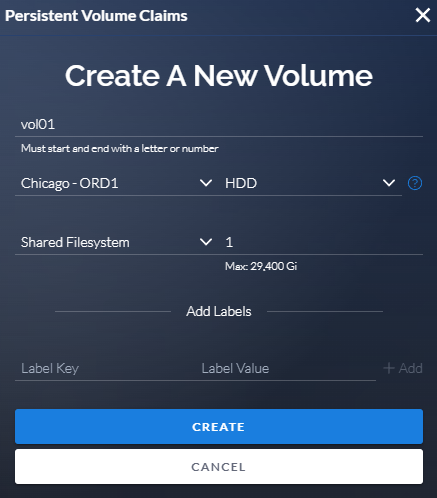 Persistent Volume Claims
Create A New Volume
vol01
Must start and end with a letter or number
Chicago - ORD1 HDD
Shared Filesystem 1
Max: 29,400 Gi
Add Labels
Label Key Label Value + Add
CREATE
CANCEL